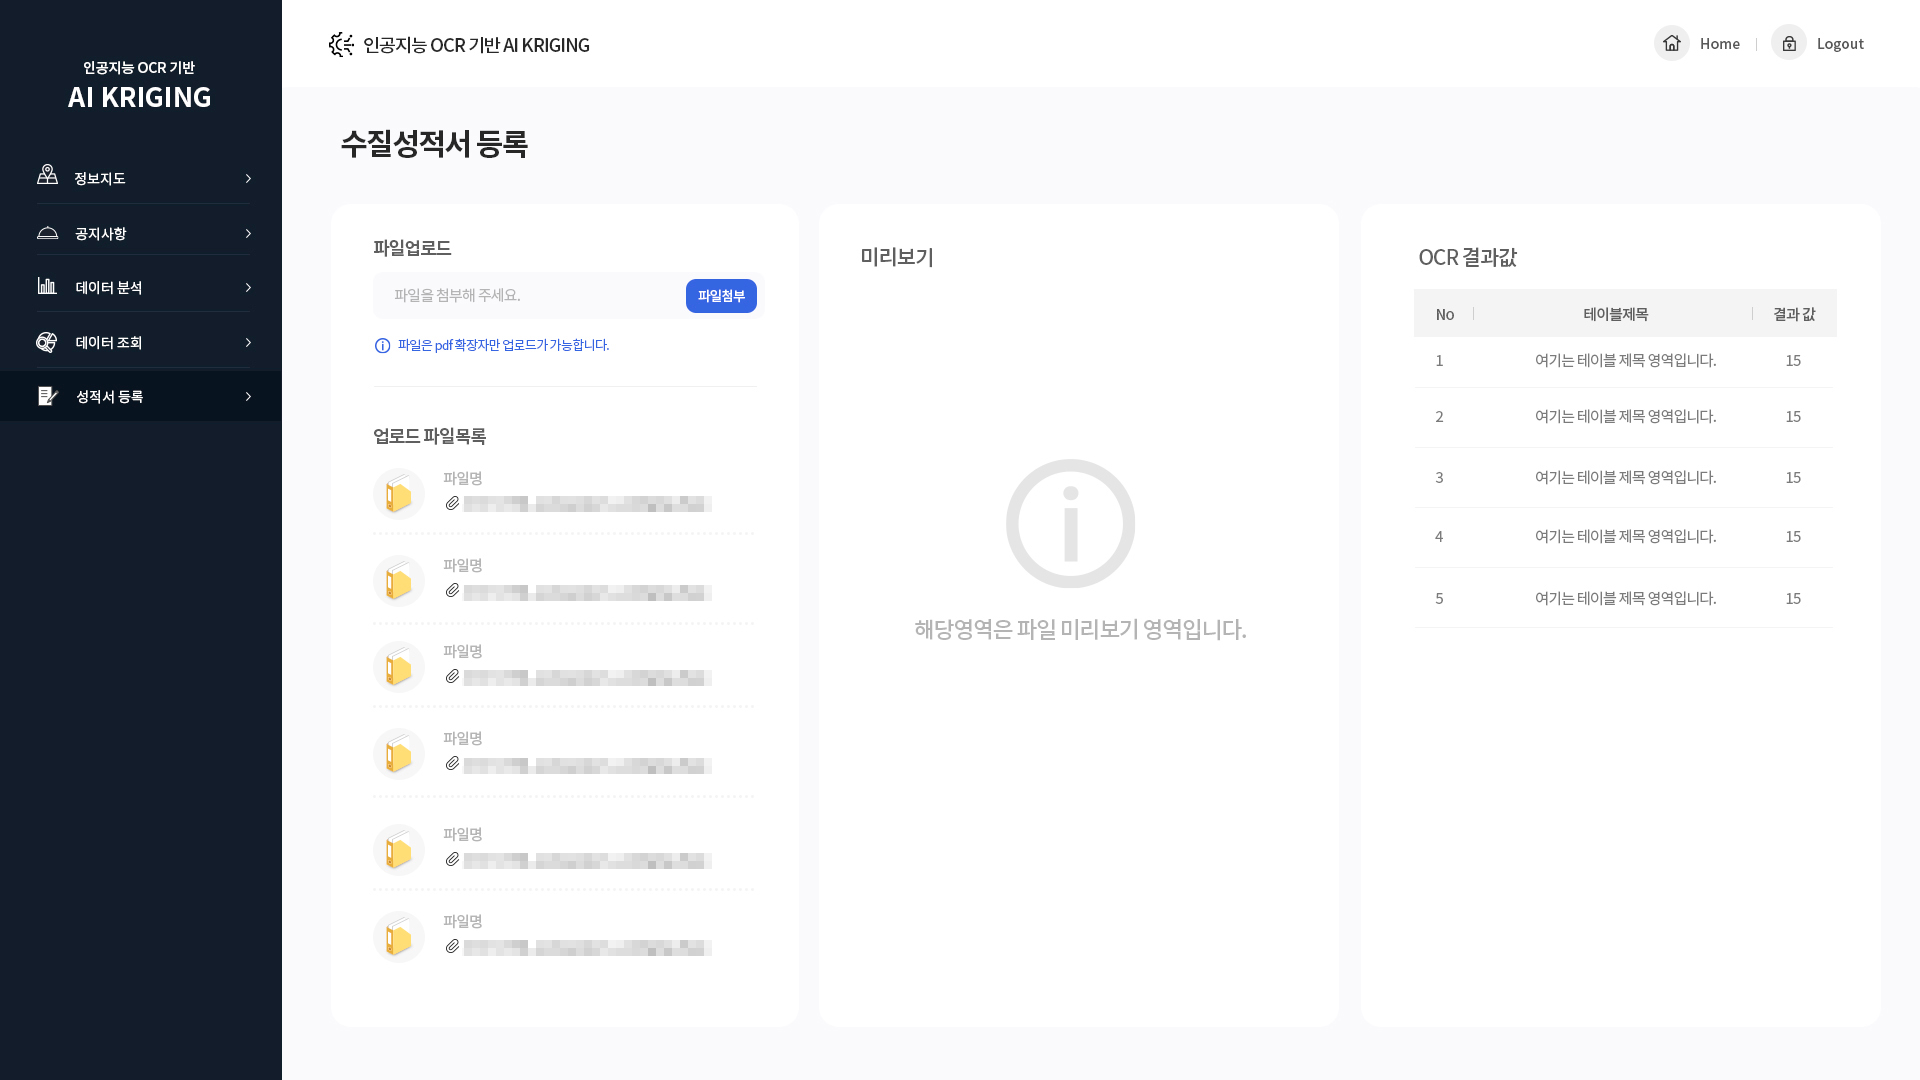 인공지능 OCR 기반
AI KRIGING
정보지도
공지사항
데이터 분석
데이터 조회
성적서 등록
인공지능 OCR 기반 AI KRIGING
Home
Logout
수질성적서 등록
파일업로드
파일을 첨부해 주세요.
파일첨부
파일은 pdf 확장자만 업로드가 가능합니다.
업로드 파일목록
파일명
파일명
파일명
파일명
파일명
파일명
미리보기
해당영역은 파일 미리보기 영역입니다.
OCR 결과값
No 테이블제목 결과 값
1 여기는 테이블 제목 영역입니다. 15
2 여기는 테이블 제목 영역입니다. 15
3 여기는 테이블 제목 영역입니다. 15
4 여기는 테이블 제목 영역입니다. 15
5 여기는 테이블 제목 영역입니다. 15